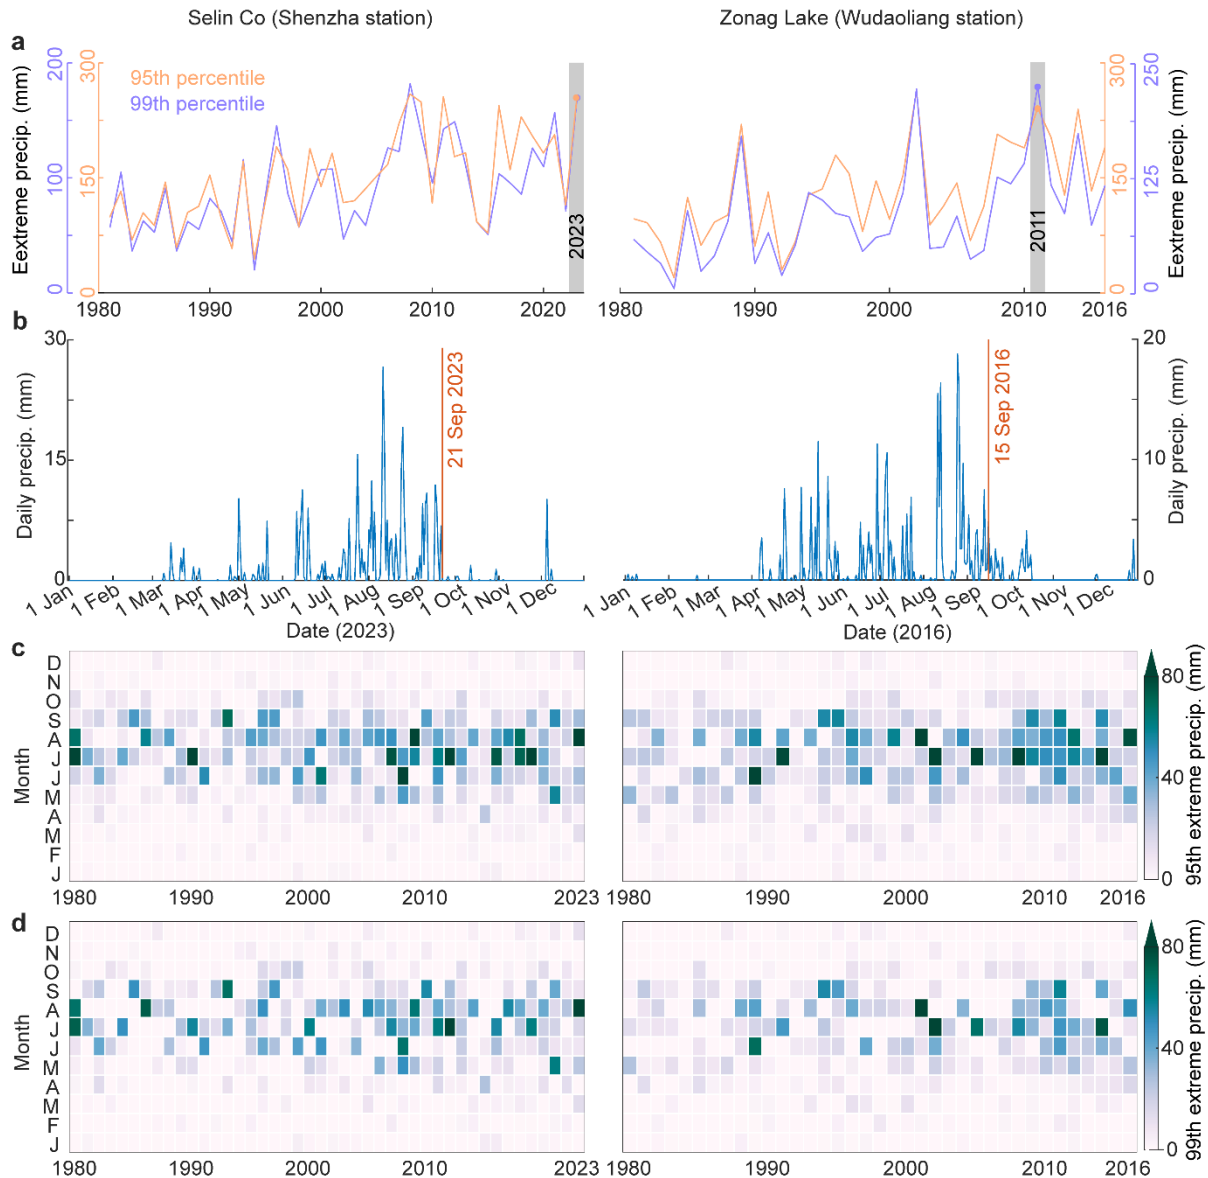 Selin Co (Shenzha station)
Zonag Lake (Wudaoliang station)
a
Eextreme precip. (mm)
200
100
0
300
150
0
95th percentile
99th percentile
2023
1980
1990
2000
2010
2020
2011
1980
1990
2000
2010
2016
300
150
0
250
125
0
Eextreme precip. (mm)
b
Daily precip. (mm)
30
15
0
21 Sep 2023
1 Jan
1 Feb
1 Mar
1 Apr
1 May
1 Jun
1 Jul
1 Aug
1 Sep
1 Oct
1 Nov
1 Dec
Date (2023)
15 Sep 2016
1 Jan
1 Feb
1 Mar
1 Apr
1 May
1 Jun
1 Jul
1 Aug
1 Sep
1 Oct
1 Nov
1 Dec
Date (2016)
20
10
0
Daily precip. (mm)
c
Month
D
N
O
S
A
J
J
M
A
M
F
J
1980
1990
2000
2010
2023
1980
1990
2000
2010
2016
80
40
0
95th extreme precip. (mm)
d
Month
D
N
O
S
A
J
J
M
A
M
F
J
1980
1990
2000
2010
2023
1980
1990
2000
2010
2016
80
40
0
99th extreme precip. (mm)